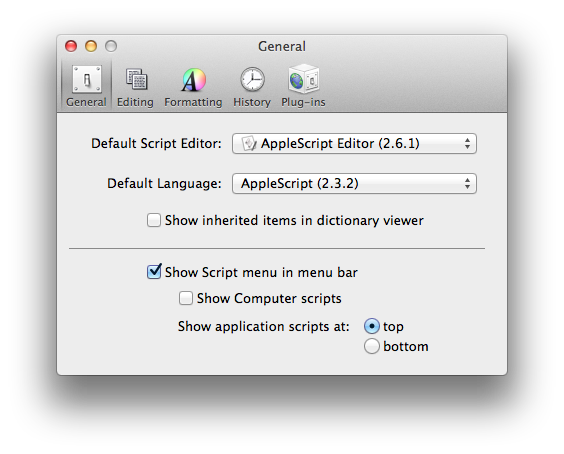 General
General Editing Formatting History Plug-ins
Default Script Editor: AppleScript Editor (2.6.1)
Default Language: AppleScript (2.3.2)
Show inherited items in dictionary viewer
Show Script menu in menu bar
Show Computer scripts
Show application scripts at: top
bottom